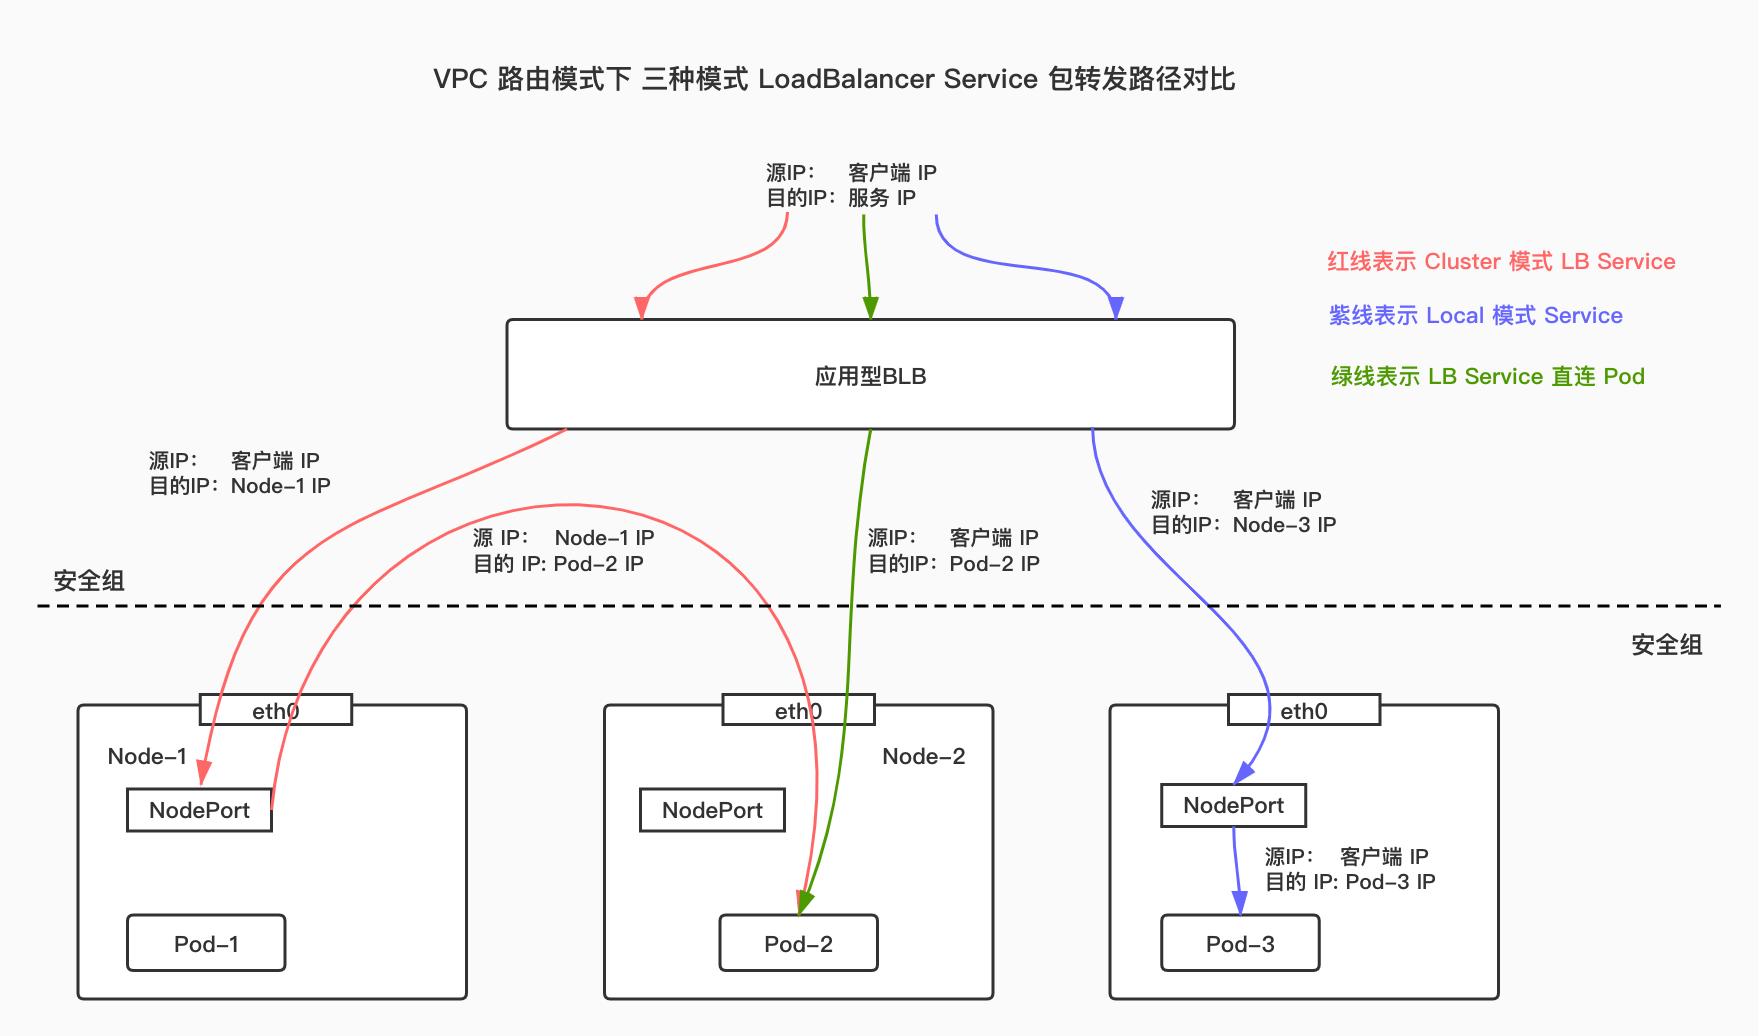 VPC 路由模式下 三种模式 LoadBalancer Service 包转发路径对比
源IP： 客户端 IP
目的IP：服务 IP
红线表示 Cluster 模式 LB Service
紫线表示 Local 模式 Service
绿线表示 LB Service 直连 Pod
应用型BLB
源IP： 客户端 IP
目的IP：Node-1 IP
源 IP： Node-1 IP
目的 IP: Pod-2 IP
源IP： 客户端 IP
目的IP：Pod-2 IP
源IP： 客户端 IP
目的IP：Node-3 IP
安全组
安全组
eth0
Node-1
NodePort
Pod-1
eth0
Node-2
NodePort
Pod-2
eth0
NodePort
源IP： 客户端 IP
目的 IP: Pod-3 IP
Pod-3